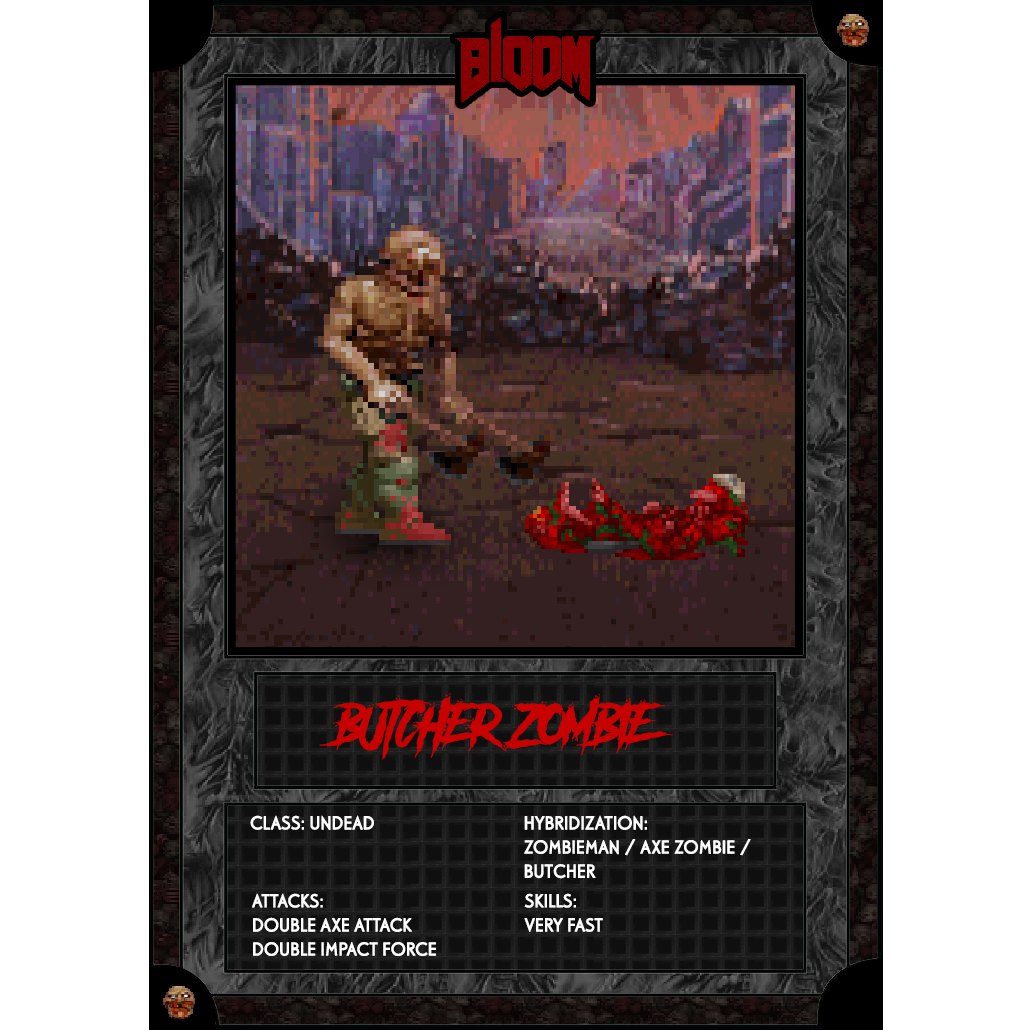 BLOOM
BUTCHER ZOMBIE
CLASS: UNDEAD
HYBRIDIZATION:
ZOMBIEMAN / AXE ZOMBIE /
BUTCHER
ATTACKS:
DOUBLE AXE ATTACK
DOUBLE IMPACT FORCE
SKILLS:
VERY FAST